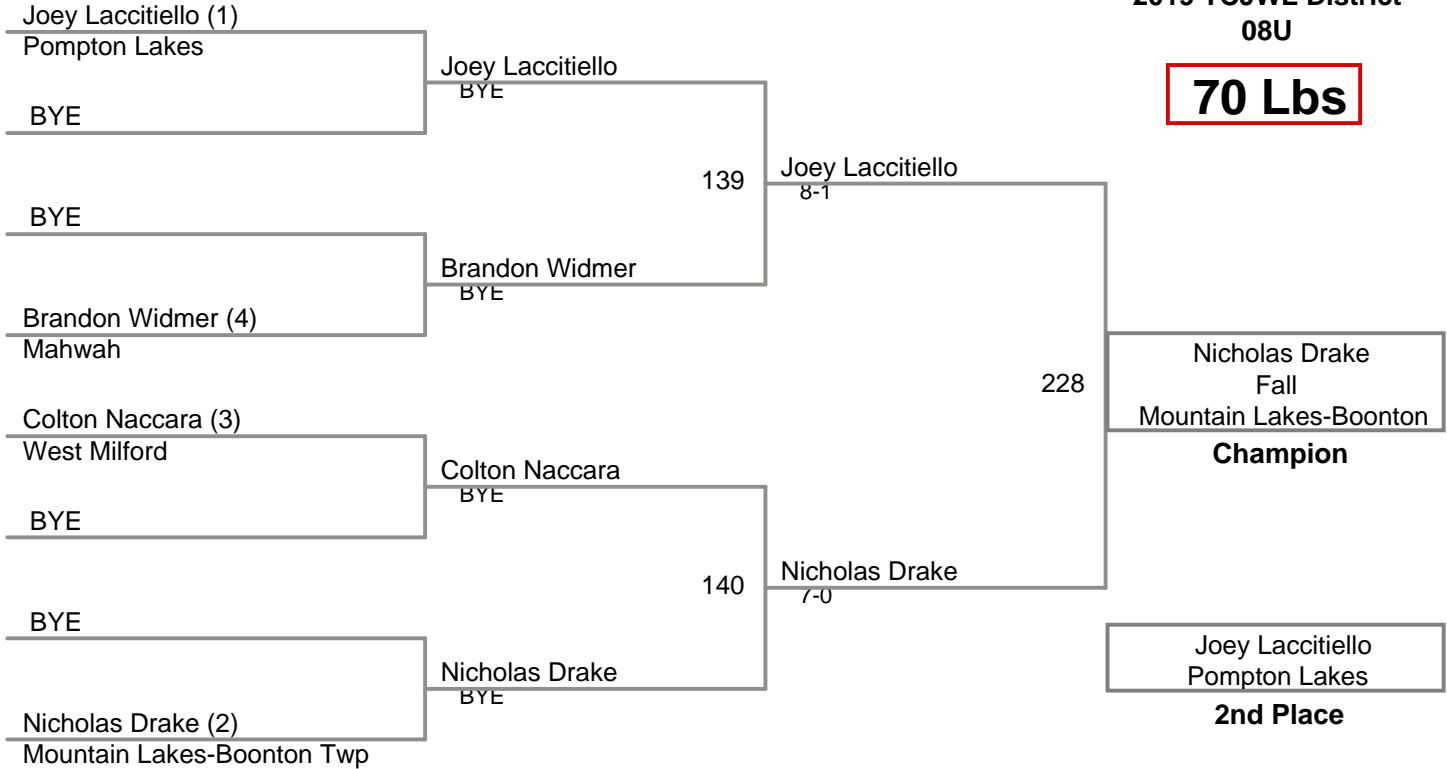 Joey Laccitiello (1)
Pompton Lakes
BYE
BYE
Brandon Widmer (4)
Mahwah
Colton Naccara (3)
West Milford
BYE
BYE
Nicholas Drake (2)
Mountain Lakes-Boonton Twp
Joey Laccitiello
BYE
Brandon Widmer
BYE
Colton Naccara
BYE
Nicholas Drake
BYE
139
140
Joey Laccitiello
8-1
Nicholas Drake
7-0
228
08U
70 Lbs
Nicholas Drake
Fall
Mountain Lakes-Boonton
Champion
Joey Laccitiello
Pompton Lakes
2nd Place